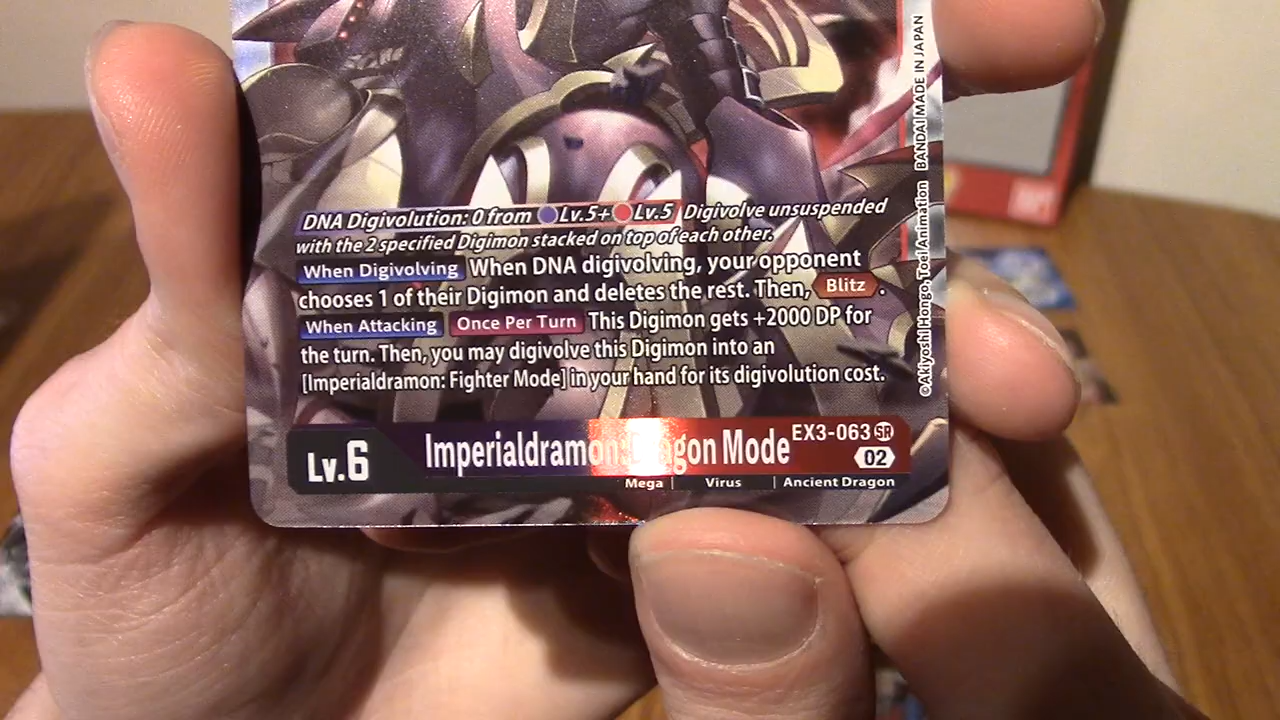 DNA Digivolution: 0 from Lv.5+ Lv.5 Digivolve unsuspended
with the 2 specified Digimon stacked on top of each other.
When Digivolving When DNA digivolving, your opponent
chooses 1 of their Digimon and deletes the rest. Then, Blitz.
When Attacking Once Per Turn This Digimon gets +2000 DP for
the turn. Then, you may digivolve this Digimon into an
[Imperialdramon: Fighter Mode] in your hand for its digivolution cost.
Lv.6
Imperialdramon: Dragon Mode
EX3-063 SR
02
Mega | Virus | Ancient Dragon
©Akiyoshi Hongo, Toei Animation BANDAI MADE IN JAPAN